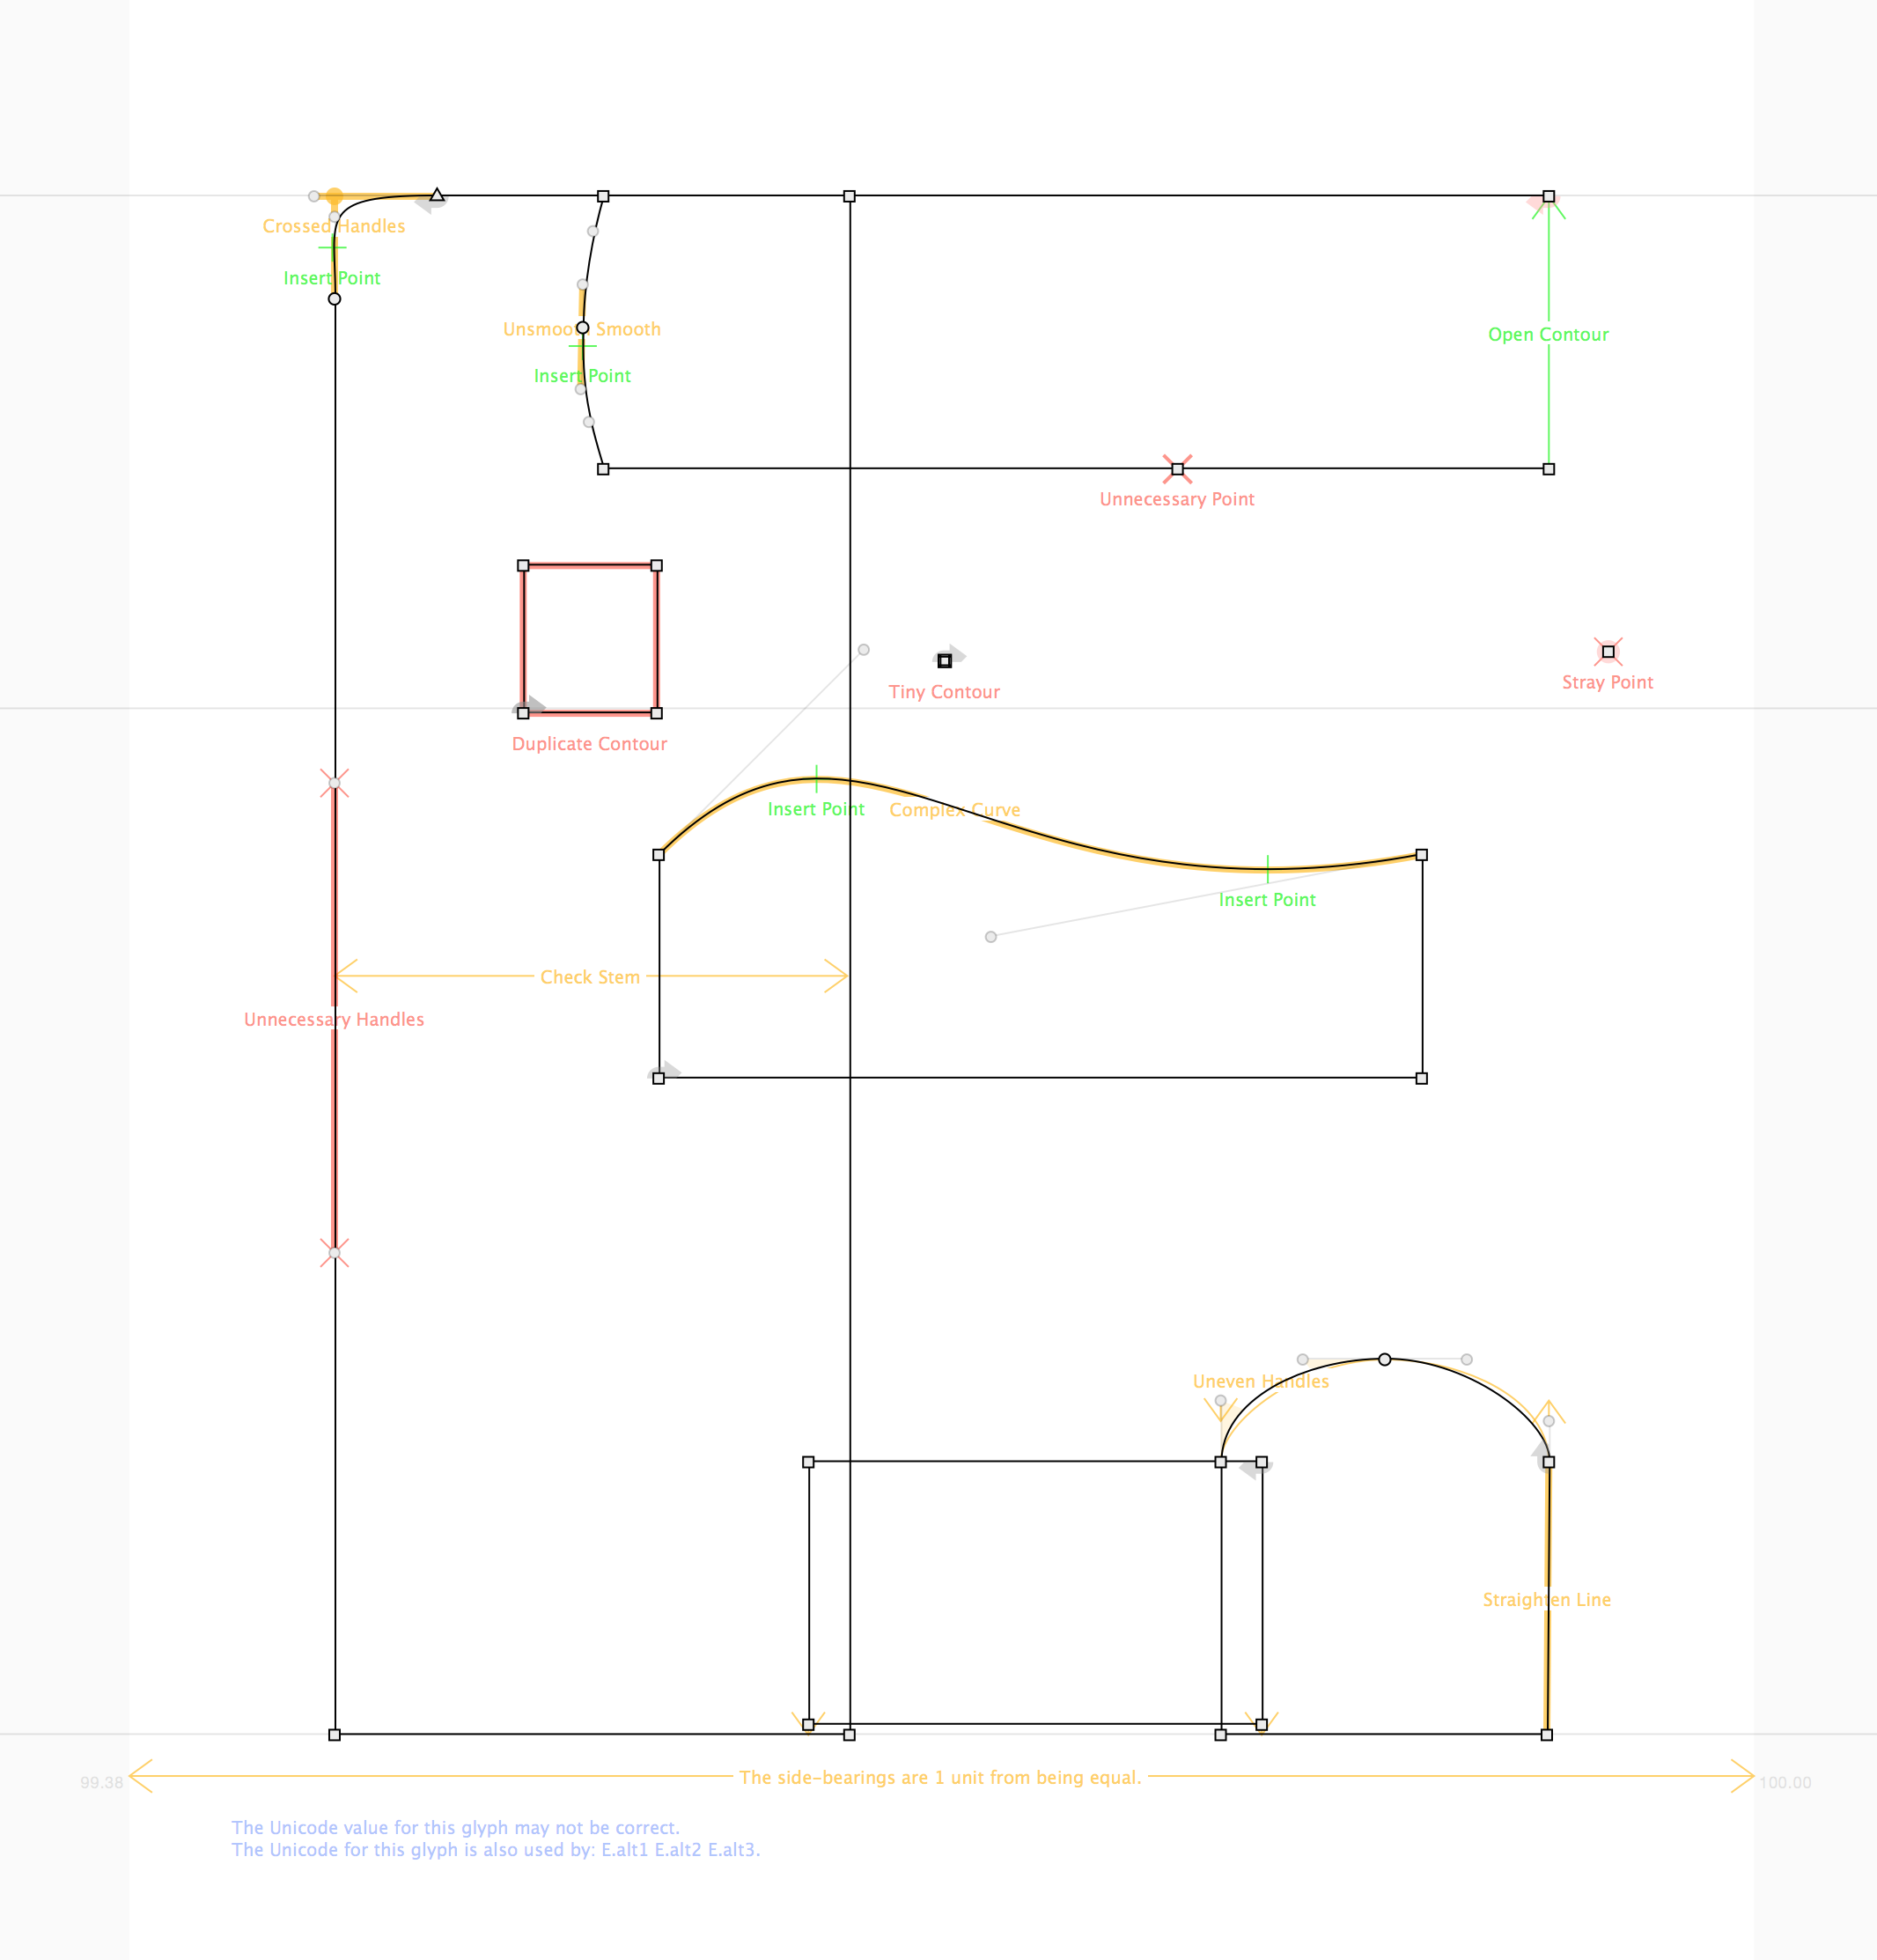 Crossed Handles
Insert Point
Unsmooth Smooth
Open Contour
Insert Point
Unnecessary Point
Stray Point
Tiny Contour
Duplicate Contour
Insert Point
Complex Curve
Insert Point
Check Stem
Unnecessary Handles
Uneven Handles
Straighten Line
99.38
The side-bearings are 1 unit from being equal.
100.00
The Unicode value for this glyph may not be correct.
The Unicode for this glyph is also used by: E.alt1 E.alt2 E.alt3.